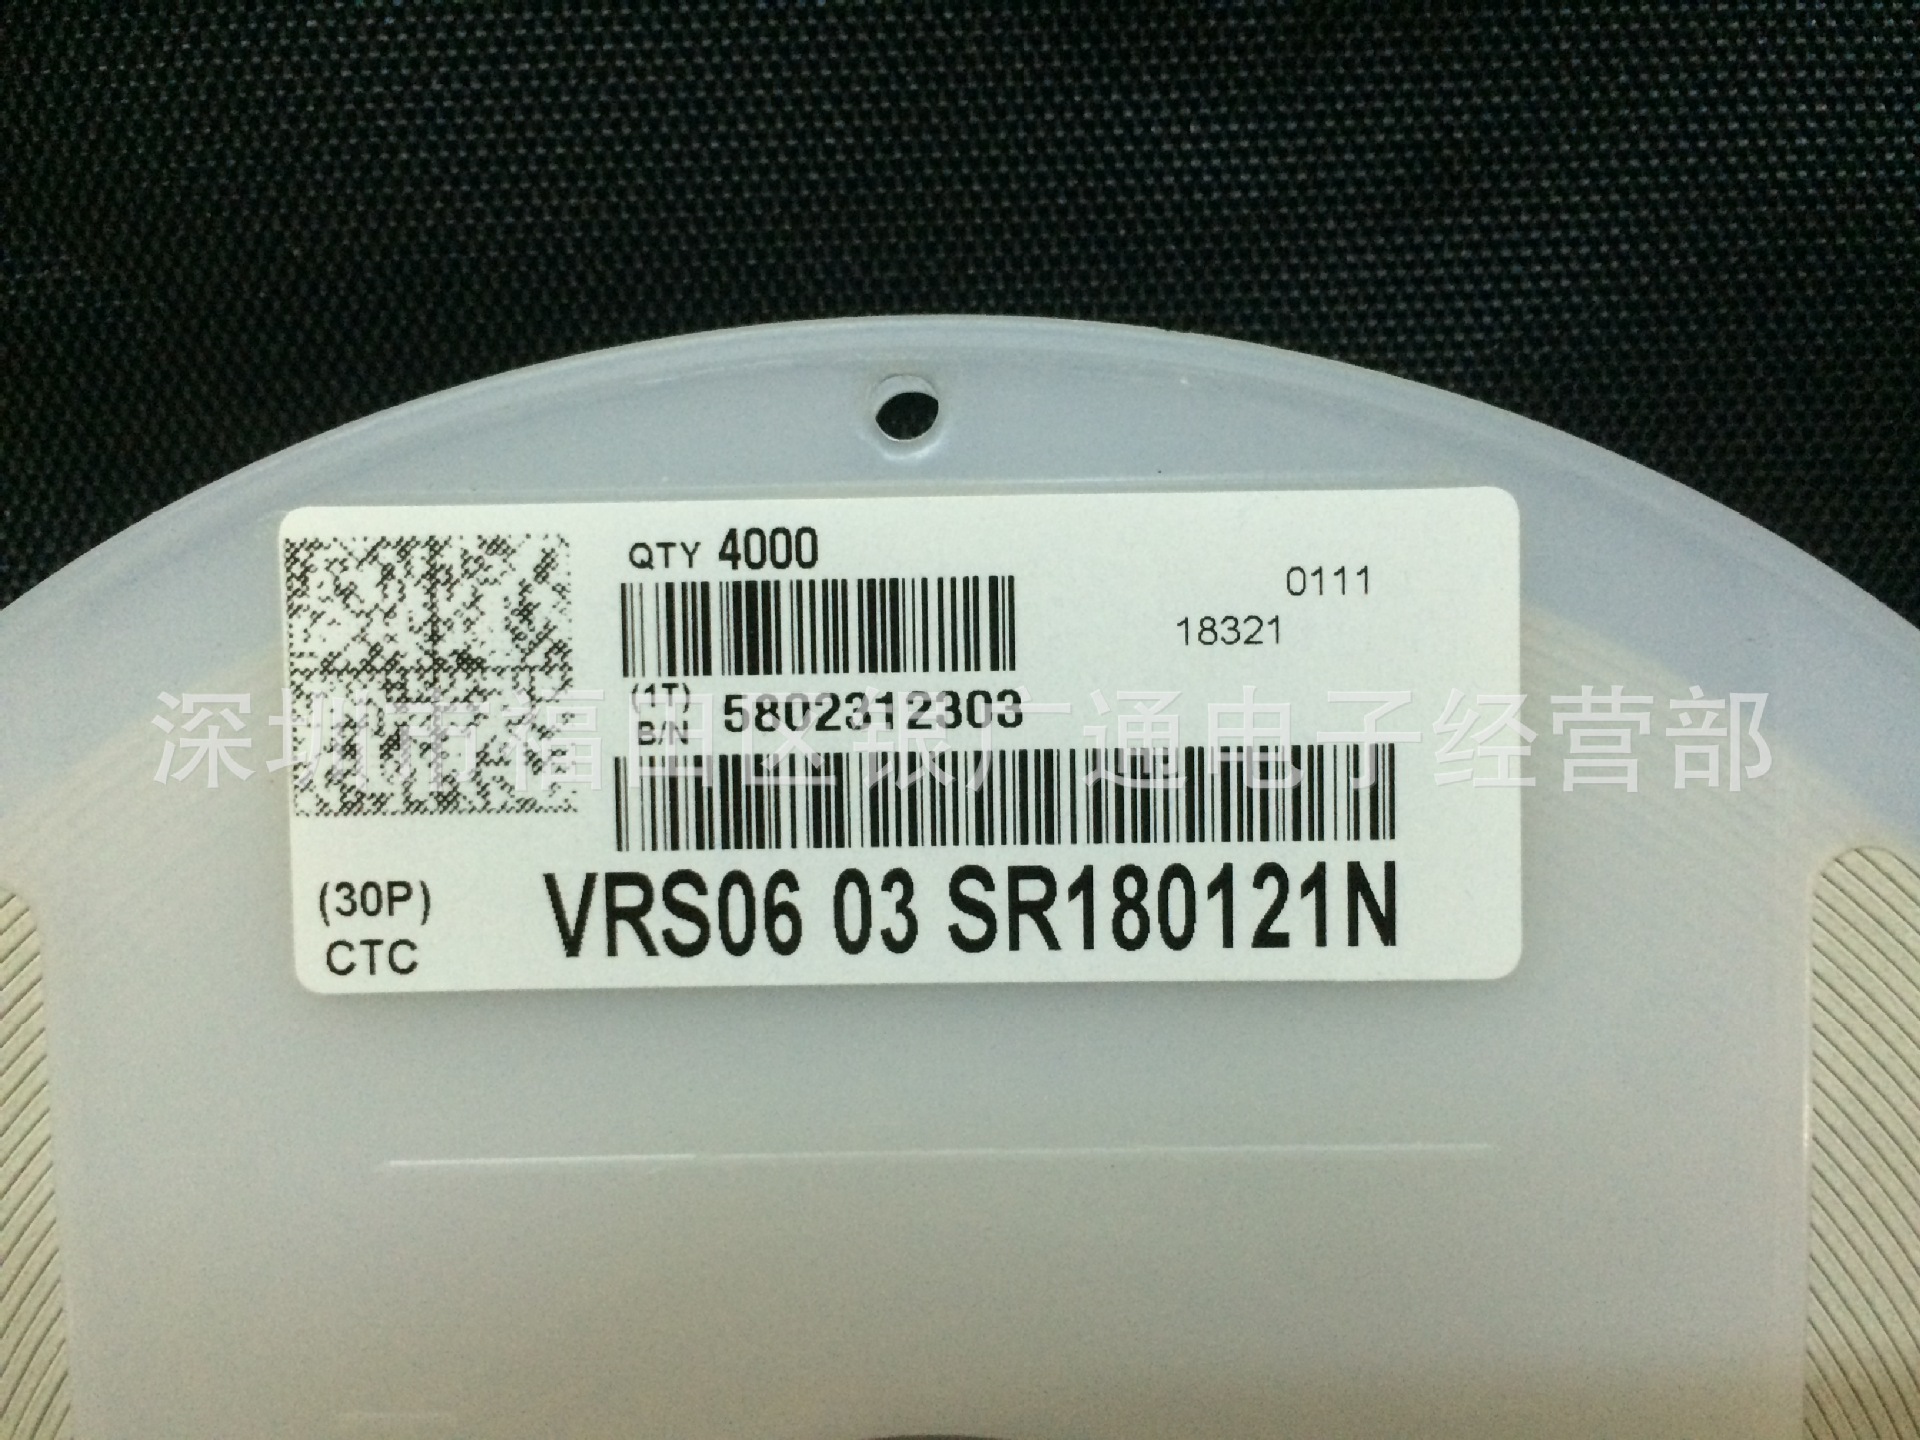 QTY 4000
0111
18321
(1T)
B/N 5802312303
深圳市福田区银广通电子经营部
(30P)
CTC
VRS06 03 SR180121N